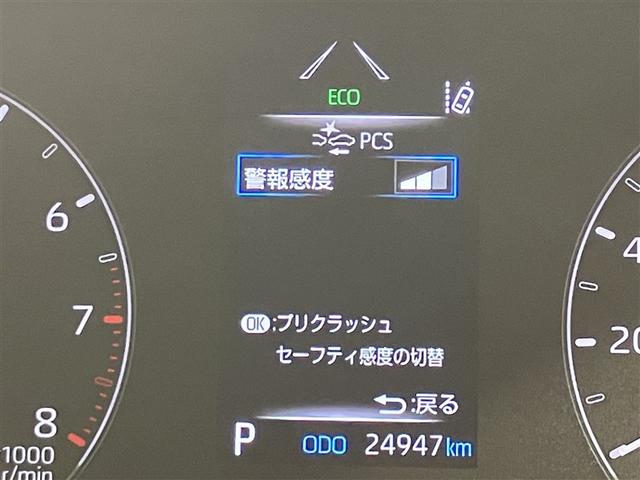 ECO
PCS
警報感度
6
7
8
1000
r/min
4
20
OK:プリクラッシュ
セーフティ感度の切替
:戻る
P ODO 24947 km